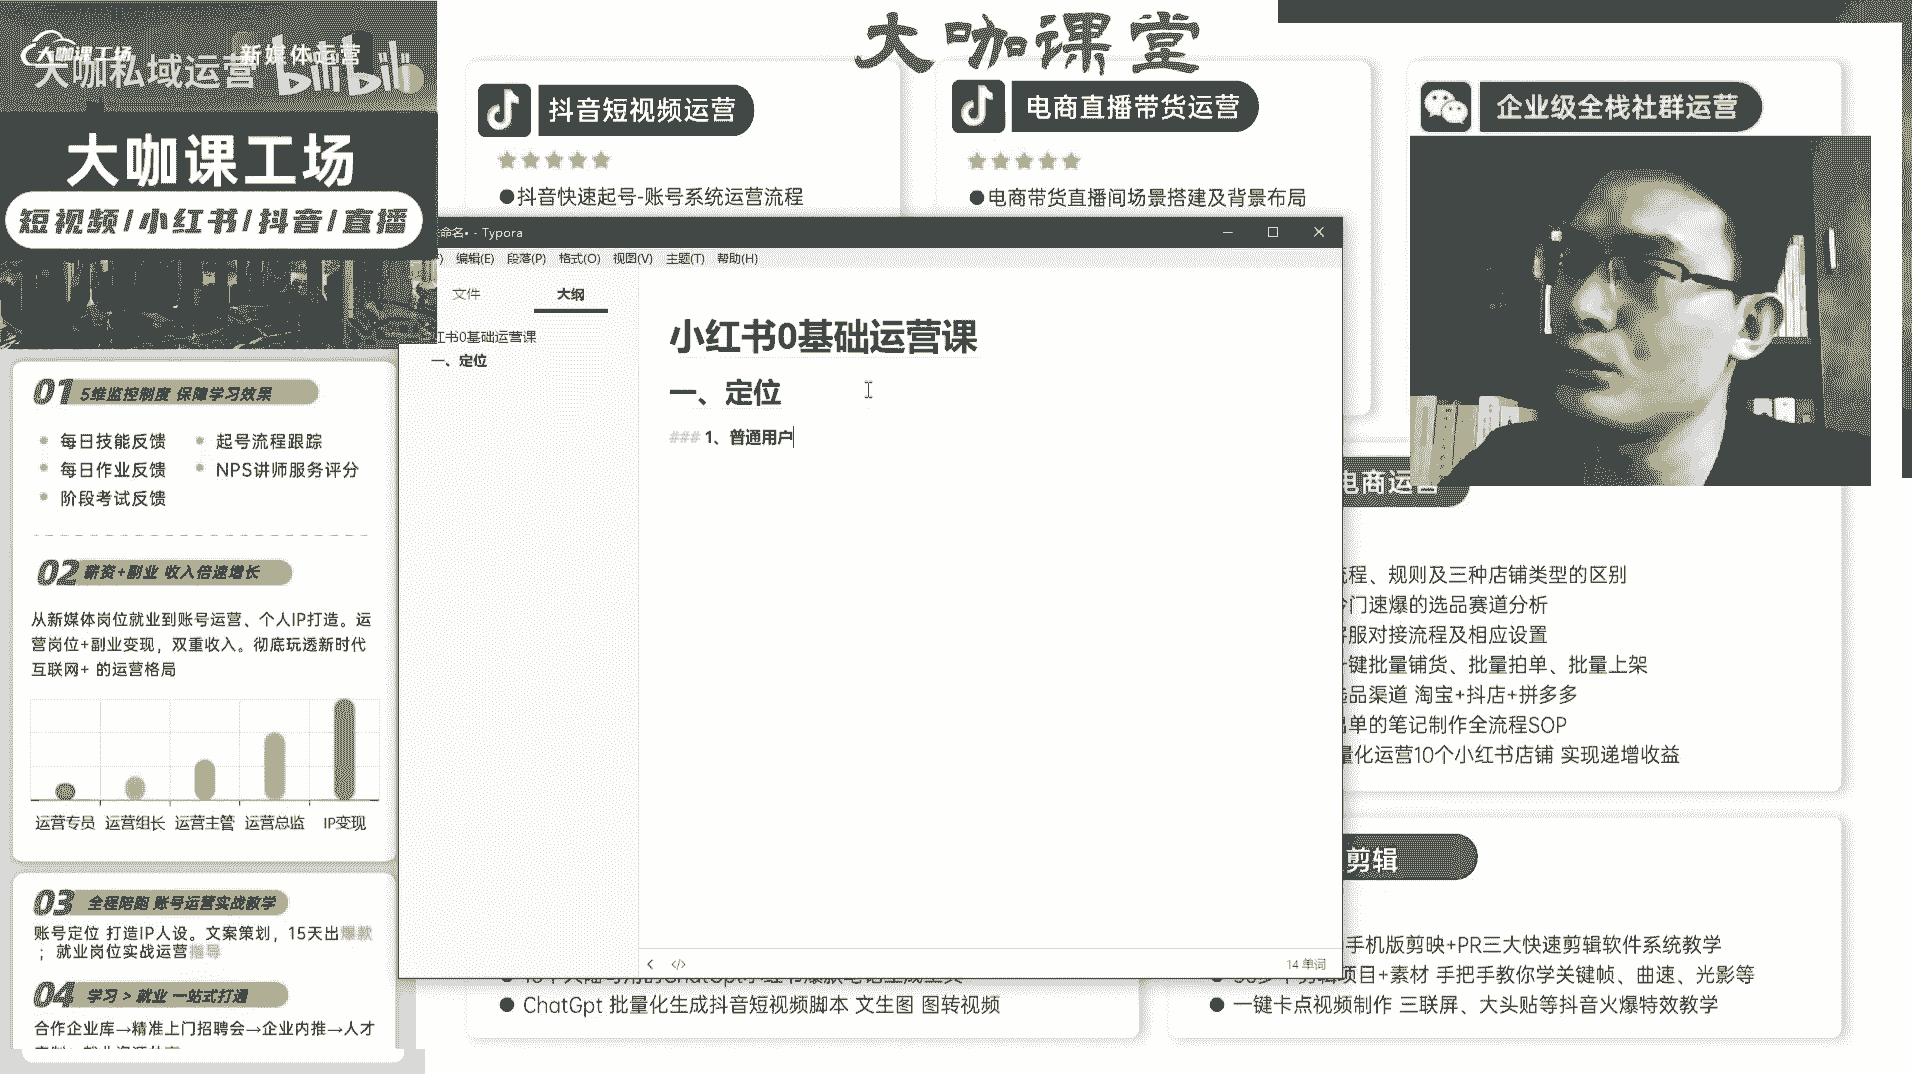 大咖课工场
新媒体运营
大咖私域运营 bilibili
大咖课工场
短视频/小红书/抖音/直播
01 5维监控制度 保障学习效果
每日技能反馈 起号流程跟踪
每日作业反馈 NPS讲师服务评分
阶段考试反馈
02 薪资+副业 收入倍速增长
从新媒体岗位就业到账号运营、个人IP打造。运
营岗位+副业变现，双重收入。彻底玩透新时代
互联网+ 的运营格局
运营专员 运营组长 运营主管 运营总监 IP变现
03 全程陪跑 账号运营实战教学
账号定位 打造IP人设。文案策划，15天出爆款
；就业岗位实战运营指导
04 学习 > 就业 一站式打通
合作企业库→精准上门招聘会→企业内推→人才
大咖课堂
抖音短视频运营
●抖音快速起号-账号系统运营流程
电商直播带货运营
●电商带货直播间场景搭建及背景布局
企业级全栈社群运营
命名• - Typora
编辑(E) 段落(P) 格式(O) 视图(V) 主题(T) 帮助(H)
文件 大纲
红书0基础运营课
一、定位
小红书0基础运营课
一、定位
### 1、普通用户
14 单词
电商运营
流程、规则及三种店铺类型的区别
冷门速爆的选品赛道分析
客服对接流程及相应设置
一键批量铺货、批量拍单、批量上架
选品渠道 淘宝+抖店+拼多多
出单的笔记制作全流程SOP
量化运营10个小红书店铺 实现递增收益
剪辑
手机版剪映+PR三大快速剪辑软件系统教学
项目+素材 手把手教你学关键帧、曲速、光影等
● 一键卡点视频制作 三联屏、大头贴等抖音火爆特效教学
● ChatGpt 批量化生成抖音短视频脚本 文生图 图转视频